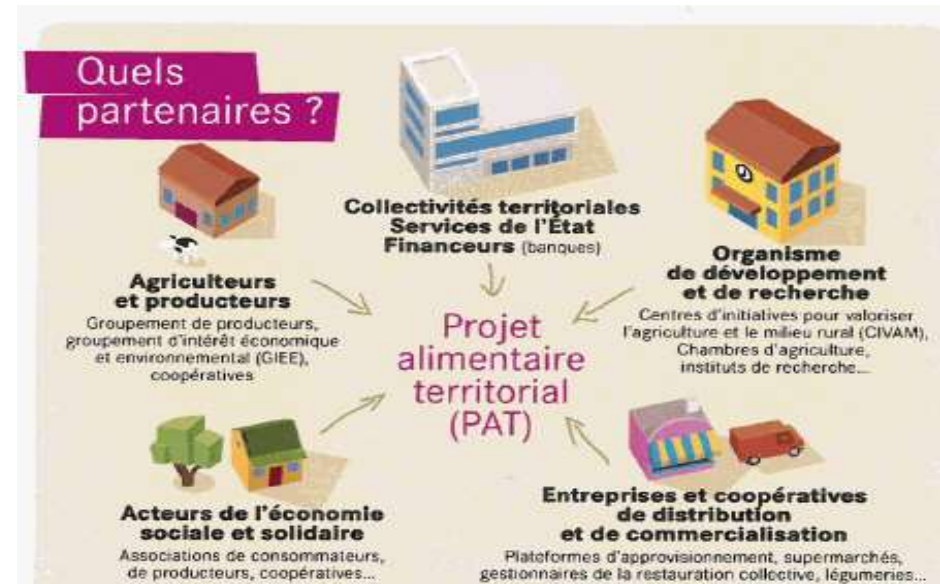 Quels
partenaires ?
Collectivités territoriales
Services de l'État
Financeurs (banques)
Agriculteurs
et producteurs
Groupement de producteurs,
groupement d'intérêt économique
et environnemental (GIEE),
coopératives
Organisme
de développement
et de recherche
Centres d'initiatives pour valoriser
l'agriculture et le milieu rural (CIVAM),
Chambres d'agriculture,
instituts de recherche...
Projet
alimentaire
territorial
(PAT)
Acteurs de l'économie
sociale et solidaire
Associations de consommateurs,
de producteurs, coopératives...
Entreprises et coopératives
de distribution
et de commercialisation
Plateformes d'approvisionnement, supermarchés,
gestionnaires de la restauration collective, légumeries...